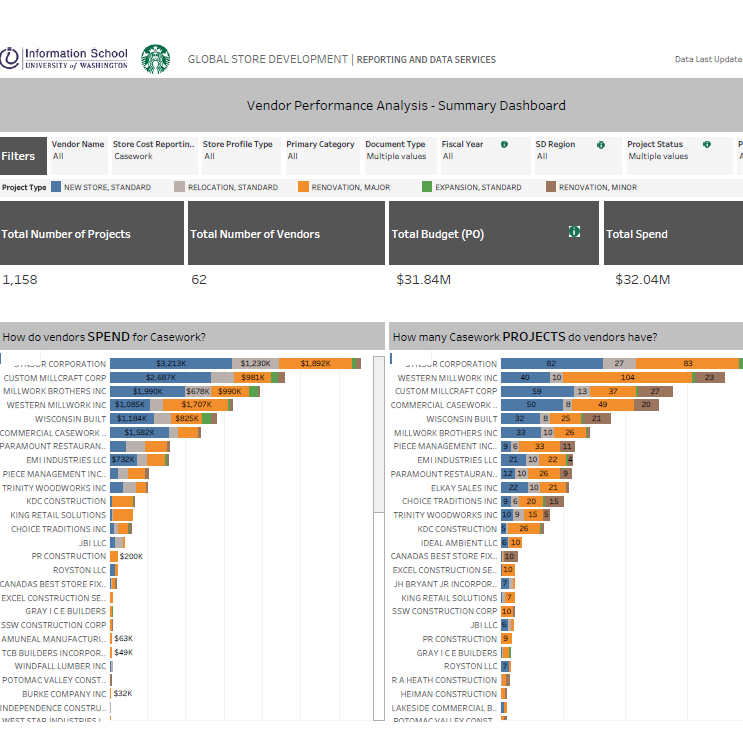 Information School
UNIVERSITY of WASHINGTON
GLOBAL STORE DEVELOPMENT | REPORTING AND DATA SERVICES
Data Last Update
Vendor Performance Analysis - Summary Dashboard
Filters
Vendor Name Store Cost Reportin.. Store Profile Type Primary Category Document Type Fiscal Year SD Region Project Status P
All Casework All All Multiple values All All Multiple values
Project Type NEW STORE, STANDARD RELOCATION, STANDARD RENOVATION, MAJOR EXPANSION, STANDARD RENOVATION, MINOR
Total Number of Projects Total Number of Vendors Total Budget (PO) Total Spend
1,158 62 $31.84M $32.04M
How do vendors SPEND for Casework?
CORPORATION $3,213K $1,230K $1,892K
CUSTOM MILLCRAFT CORP $2,687K $981K
MILLWORK BROTHERS INC $1,990K $678K $990K
WESTERN MILLWORK INC $1,085K $1,707K
WISCONSIN BUILT $1,184K $825K
COMMERCIAL CASEWORK .. $1,582K
PARAMOUNT RESTAURAN..
EMI INDUSTRIES LLC $732K
PIECE MANAGEMENT INC..
TRINITY WOODWORKS INC
KDC CONSTRUCTION
KING RETAIL SOLUTIONS
CHOICE TRADITIONS INC
JBI LLC
PR CONSTRUCTION $200K
ROYSTON LLC
CANADAS BEST STORE FIX..
EXCEL CONSTRUCTION SE..
GRAY I C E BUILDERS
SSW CONSTRUCTION CORP
AMUNEAL MANUFACTURI.. $63K
TCB BUILDERS INCORPOR.. $49K
WINDFALL LUMBER INC
POTOMAC VALLEY CONST..
BURKE COMPANY INC $32K
INDEPENDENCE CONSTRU..
WEST STAR INDUSTRIES I..
How many Casework PROJECTS do vendors have?
CORPORATION 82 27 83
WESTERN MILLWORK INC 40 10 104 23
CUSTOM MILLCRAFT CORP 59 13 37 27
COMMERCIAL CASEWORK .. 50 8 49 20
WISCONSIN BUILT 32 8 25 21
MILLWORK BROTHERS INC 33 10 26
PIECE MANAGEMENT INC.. 9 6 33 11
EMI INDUSTRIES LLC 21 10 22 4
PARAMOUNT RESTAURAN.. 12 10 26 9
ELKAY SALES INC 22 10 21
CHOICE TRADITIONS INC 9 6 20 15
TRINITY WOODWORKS INC 10 9 15 5
KDC CONSTRUCTION 5 26
IDEAL AMBIENT LLC 6 10
CANADAS BEST STORE FIX.. 10
EXCEL CONSTRUCTION SE.. 10
JH BRYANT JR INCORPOR.. 7
KING RETAIL SOLUTIONS 7
SSW CONSTRUCTION CORP 10
JBI LLC 6
PR CONSTRUCTION 9
GRAY I C E BUILDERS
ROYSTON LLC 7
R A HEATH CONSTRUCTION
HEIMAN CONSTRUCTION
LAKESIDE COMMERCIAL B..
POTOMAC VALLEY CONST..